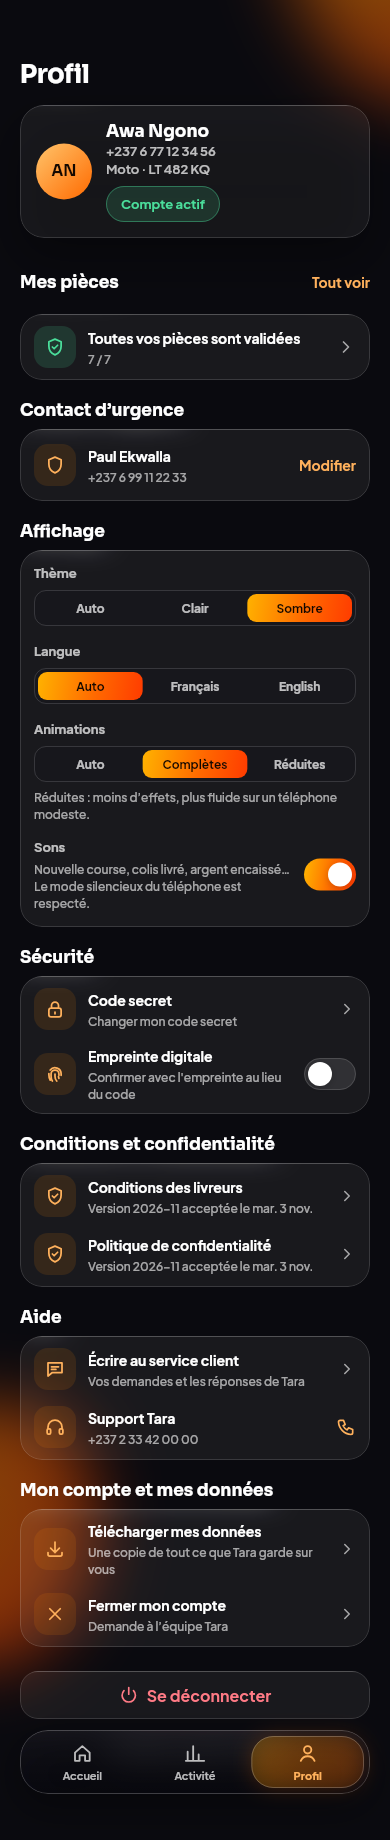 Profil
AN
Awa Ngono
+237 6 77 12 34 56
Moto · LT 482 KQ
Compte actif
Mes pièces
Tout voir
Toutes vos pièces sont validées
7 / 7
Contact d’urgence
Paul Ekwalla
+237 6 99 11 22 33
Modifier
Affichage
Thème
Auto
Clair
Sombre
Langue
Auto
Français
English
Animations
Auto
Complètes
Réduites
Réduites : moins d’effets, plus fluide sur un téléphone
modeste.
Sons
Nouvelle course, colis livré, argent encaissé…
Le mode silencieux du téléphone est
respecté.
Sécurité
Code secret
Changer mon code secret
Empreinte digitale
Confirmer avec l’empreinte au lieu
du code
Conditions et confidentialité
Conditions des livreurs
Version 2026-11 acceptée le mar. 3 nov.
Politique de confidentialité
Version 2026-11 acceptée le mar. 3 nov.
Aide
Écrire au service client
Vos demandes et les réponses de Tara
Support Tara
+237 2 33 42 00 00
Mon compte et mes données
Télécharger mes données
Une copie de tout ce que Tara garde sur
vous
Fermer mon compte
Demande à l’équipe Tara
Se déconnecter
Accueil
Activité
Profil